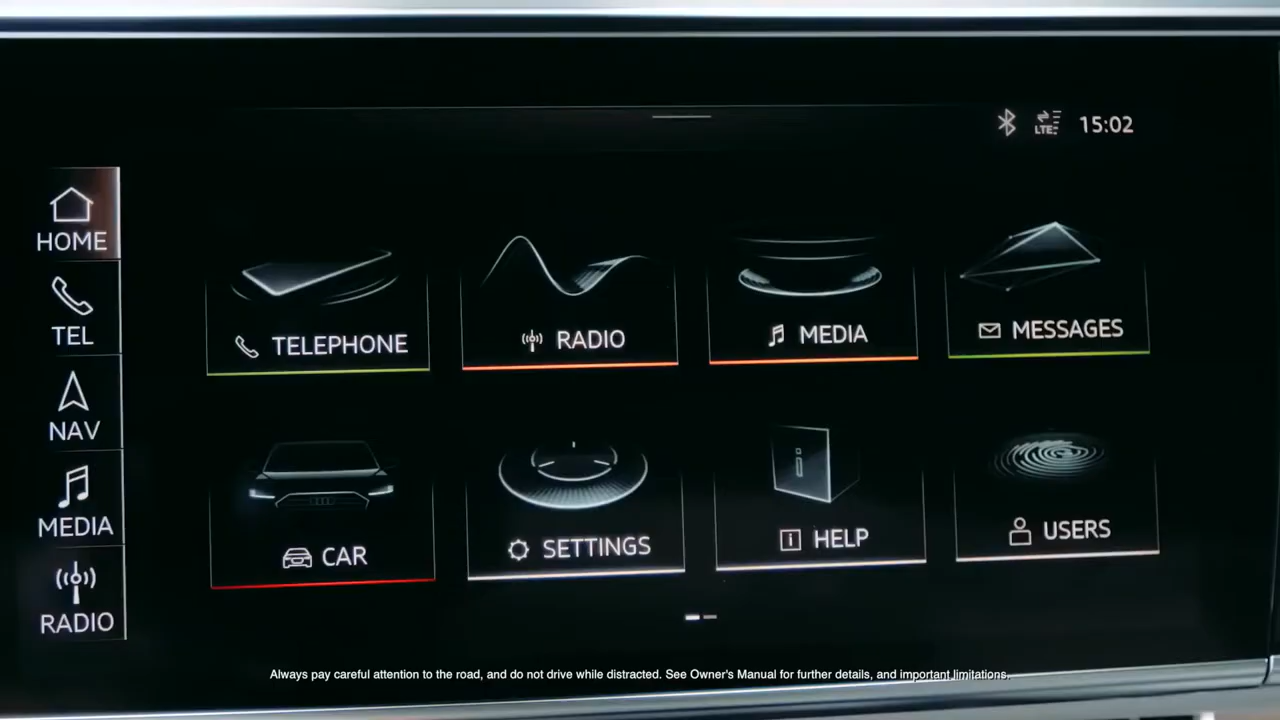 LTE
15:02
HOME
TEL
NAV
MEDIA
RADIO
TELEPHONE
RADIO
MEDIA
MESSAGES
CAR
SETTINGS
HELP
USERS
Always pay careful attention to the road, and do not drive while distracted. See Owner's Manual for further details, and important limitations.